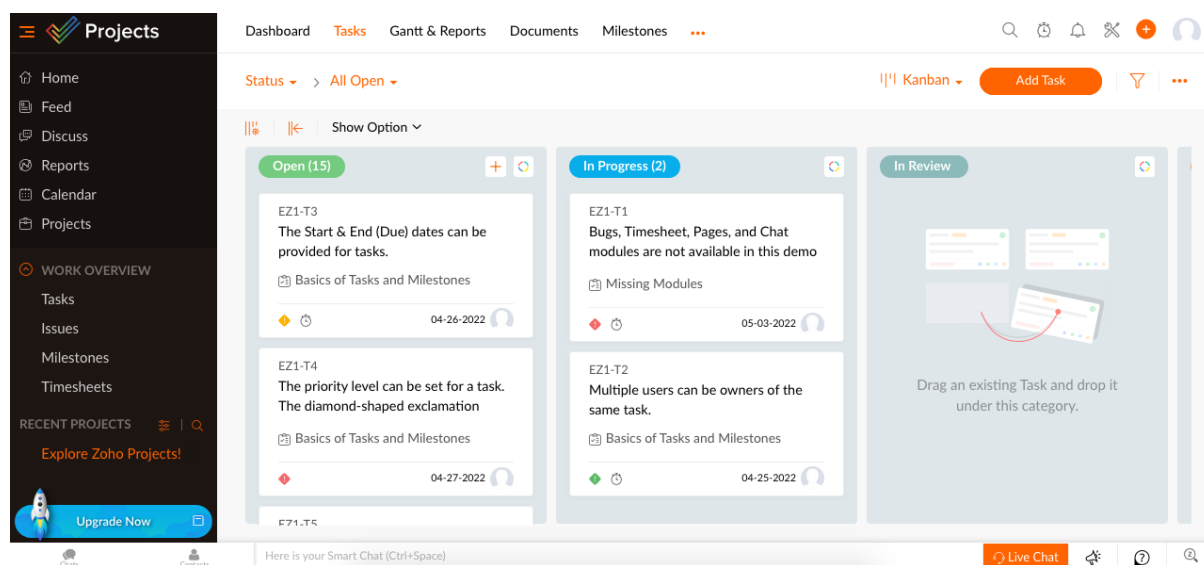 Projects
Dashboard Tasks Gantt & Reports Documents Milestones
Home
Feed
Discuss
Reports
Calendar
Projects
WORK OVERVIEW
Tasks
Issues
Milestones
Timesheets
RECENT PROJECTS
Explore Zoho Projects!
Upgrade Now
Status > All Open
Kanban
Add Task
Show Option
Open (15)
EZ1-T3
The Start & End (Due) dates can be
provided for tasks.
Basics of Tasks and Milestones
04-26-2022
EZ1-T4
The priority level can be set for a task.
The diamond-shaped exclamation
Basics of Tasks and Milestones
04-27-2022
EZ1-T5
In Progress (2)
EZ1-T1
Bugs, Timesheet, Pages, and Chat
modules are not available in this demo
Missing Modules
05-03-2022
EZ1-T2
Multiple users can be owners of the
same task.
Basics of Tasks and Milestones
04-25-2022
In Review
Drag an existing Task and drop it
under this category.
Chats
Contacts
Here is your Smart Chat (Ctrl+Space)
Live Chat